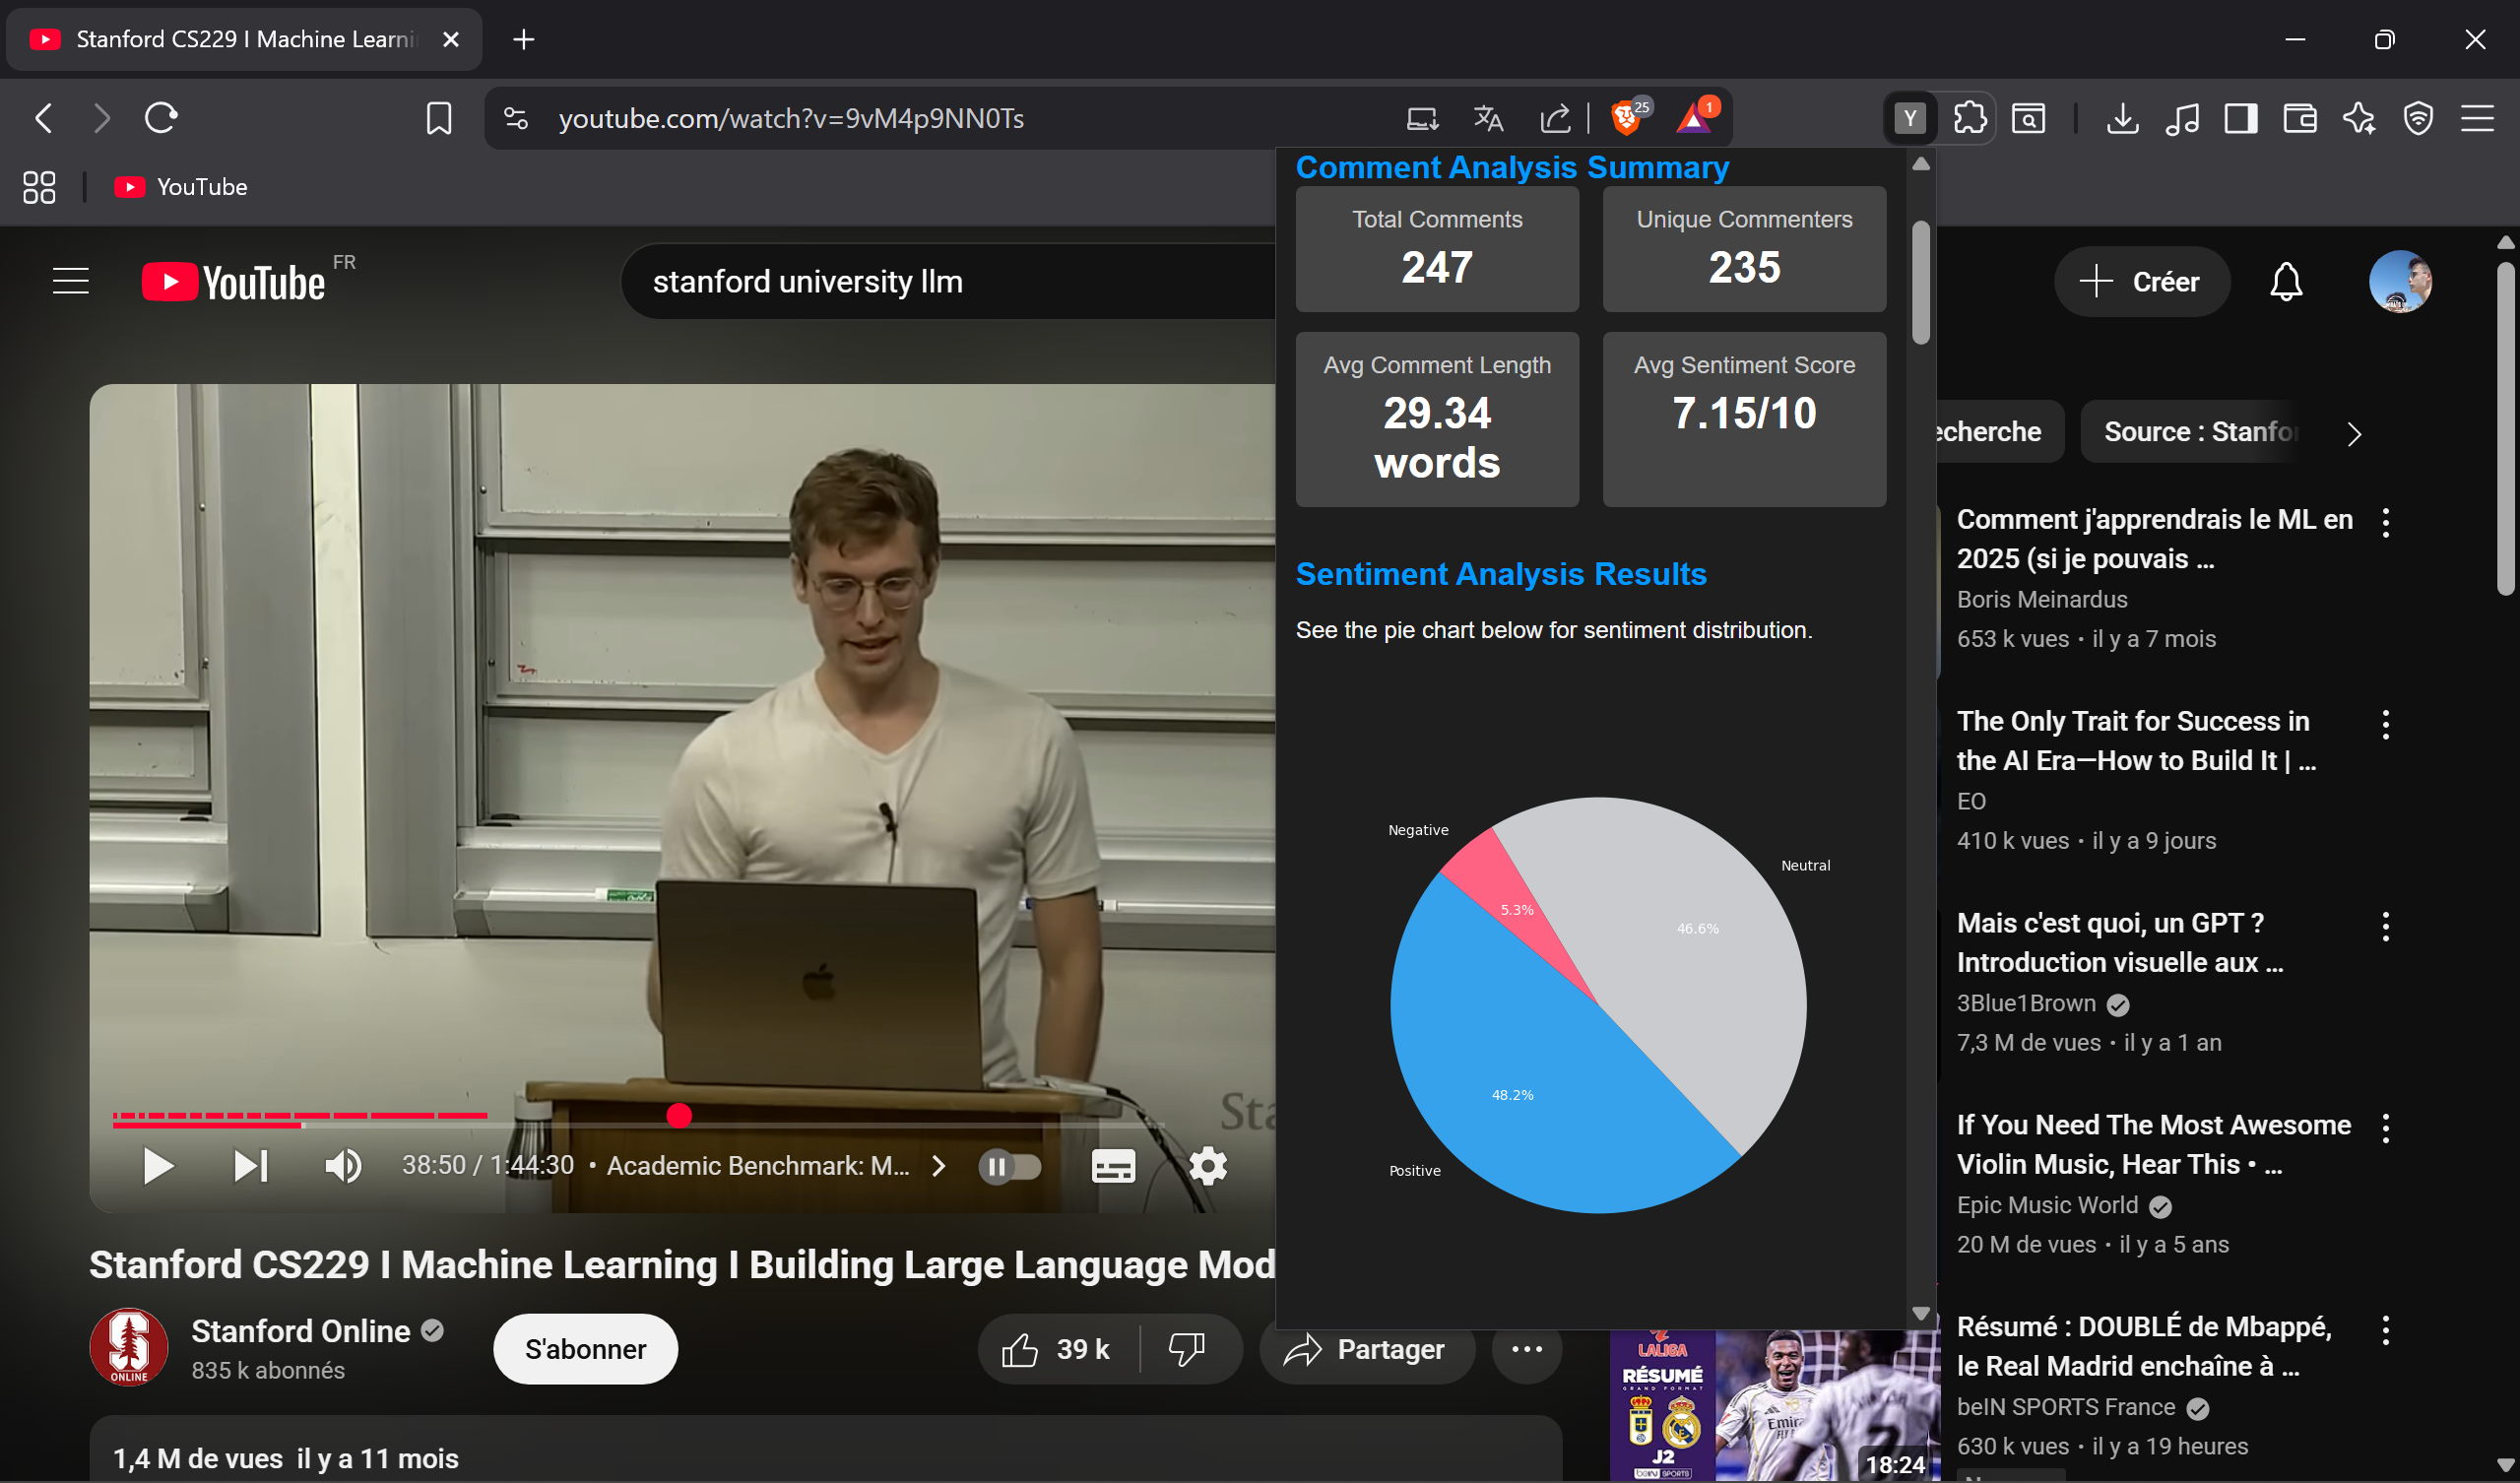 Stanford CS229 I Machine Learni
youtube.com/watch?v=9vM4p9NN0Ts
25
1
Y
YouTube
YouTube FR
stanford university llm
Créer
Comment Analysis Summary
Total Comments
247
Unique Commenters
235
Avg Comment Length
29.34
words
Avg Sentiment Score
7.15/10
Sentiment Analysis Results
See the pie chart below for sentiment distribution.
Negative
Neutral
5.3%
46.6%
48.2%
Positive
38:50 / 1:44:30 • Academic Benchmark: M...
Sta
Stanford CS229 I Machine Learning I Building Large Language Mod
Stanford Online
835 k abonnés
ONLINE
S'abonner
39 k
Partager
1,4 M de vues il y a 11 mois
echerche
Source : Stanfo
Comment j'apprendrais le ML en
2025 (si je pouvais ...
Boris Meinardus
653 k vues • il y a 7 mois
The Only Trait for Success in
the AI Era—How to Build It | ...
EO
410 k vues • il y a 9 jours
Mais c'est quoi, un GPT ?
Introduction visuelle aux ...
3Blue1Brown
7,3 M de vues • il y a 1 an
If You Need The Most Awesome
Violin Music, Hear This • ...
Epic Music World
20 M de vues • il y a 5 ans
LALIGA
RÉSUMÉ
GRAND FORMAT
J2
beIN SPORTS
18:24
Résumé : DOUBLÉ de Mbappé,
le Real Madrid enchaîne à ...
beIN SPORTS France
630 k vues • il y a 19 heures